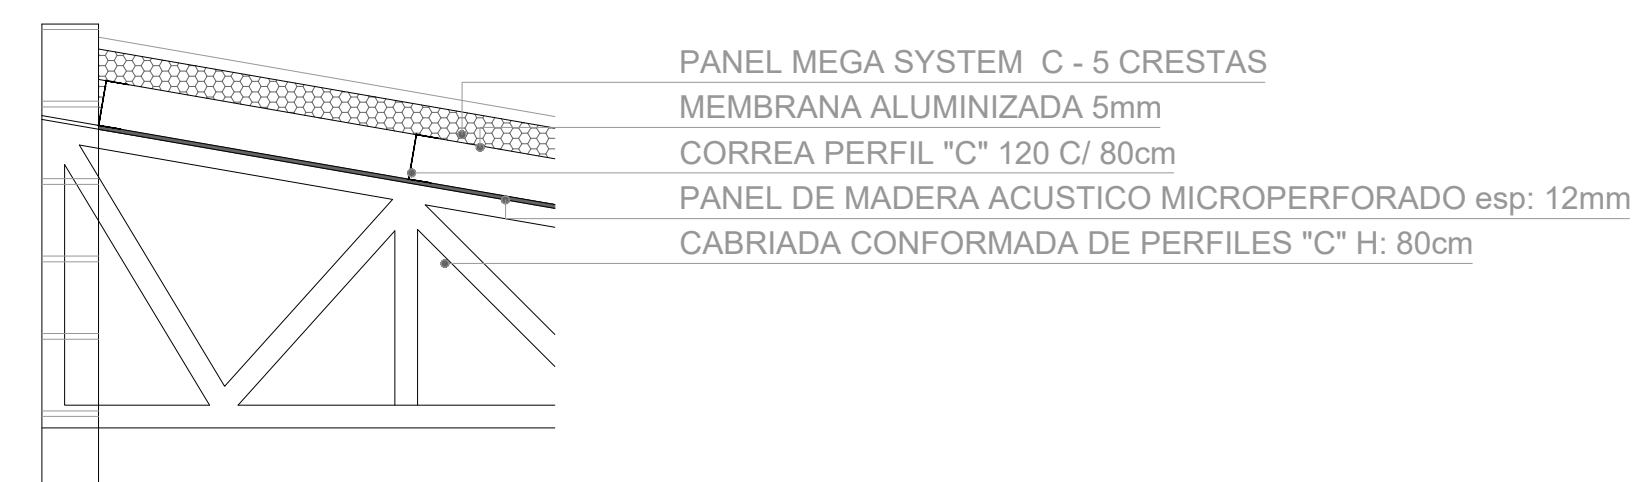 PANEL MEGA SYSTEM  C - 5 CRESTAS
MEMBRANA ALUMINIZADA 5mm
CORREA PERFIL "C" 120 C/ 80cm
PANEL DE MADERA ACUSTICO MICROPERFORADO esp: 12mm
CABRIADA CONFORMADA DE PERFILES "C" H: 80cm